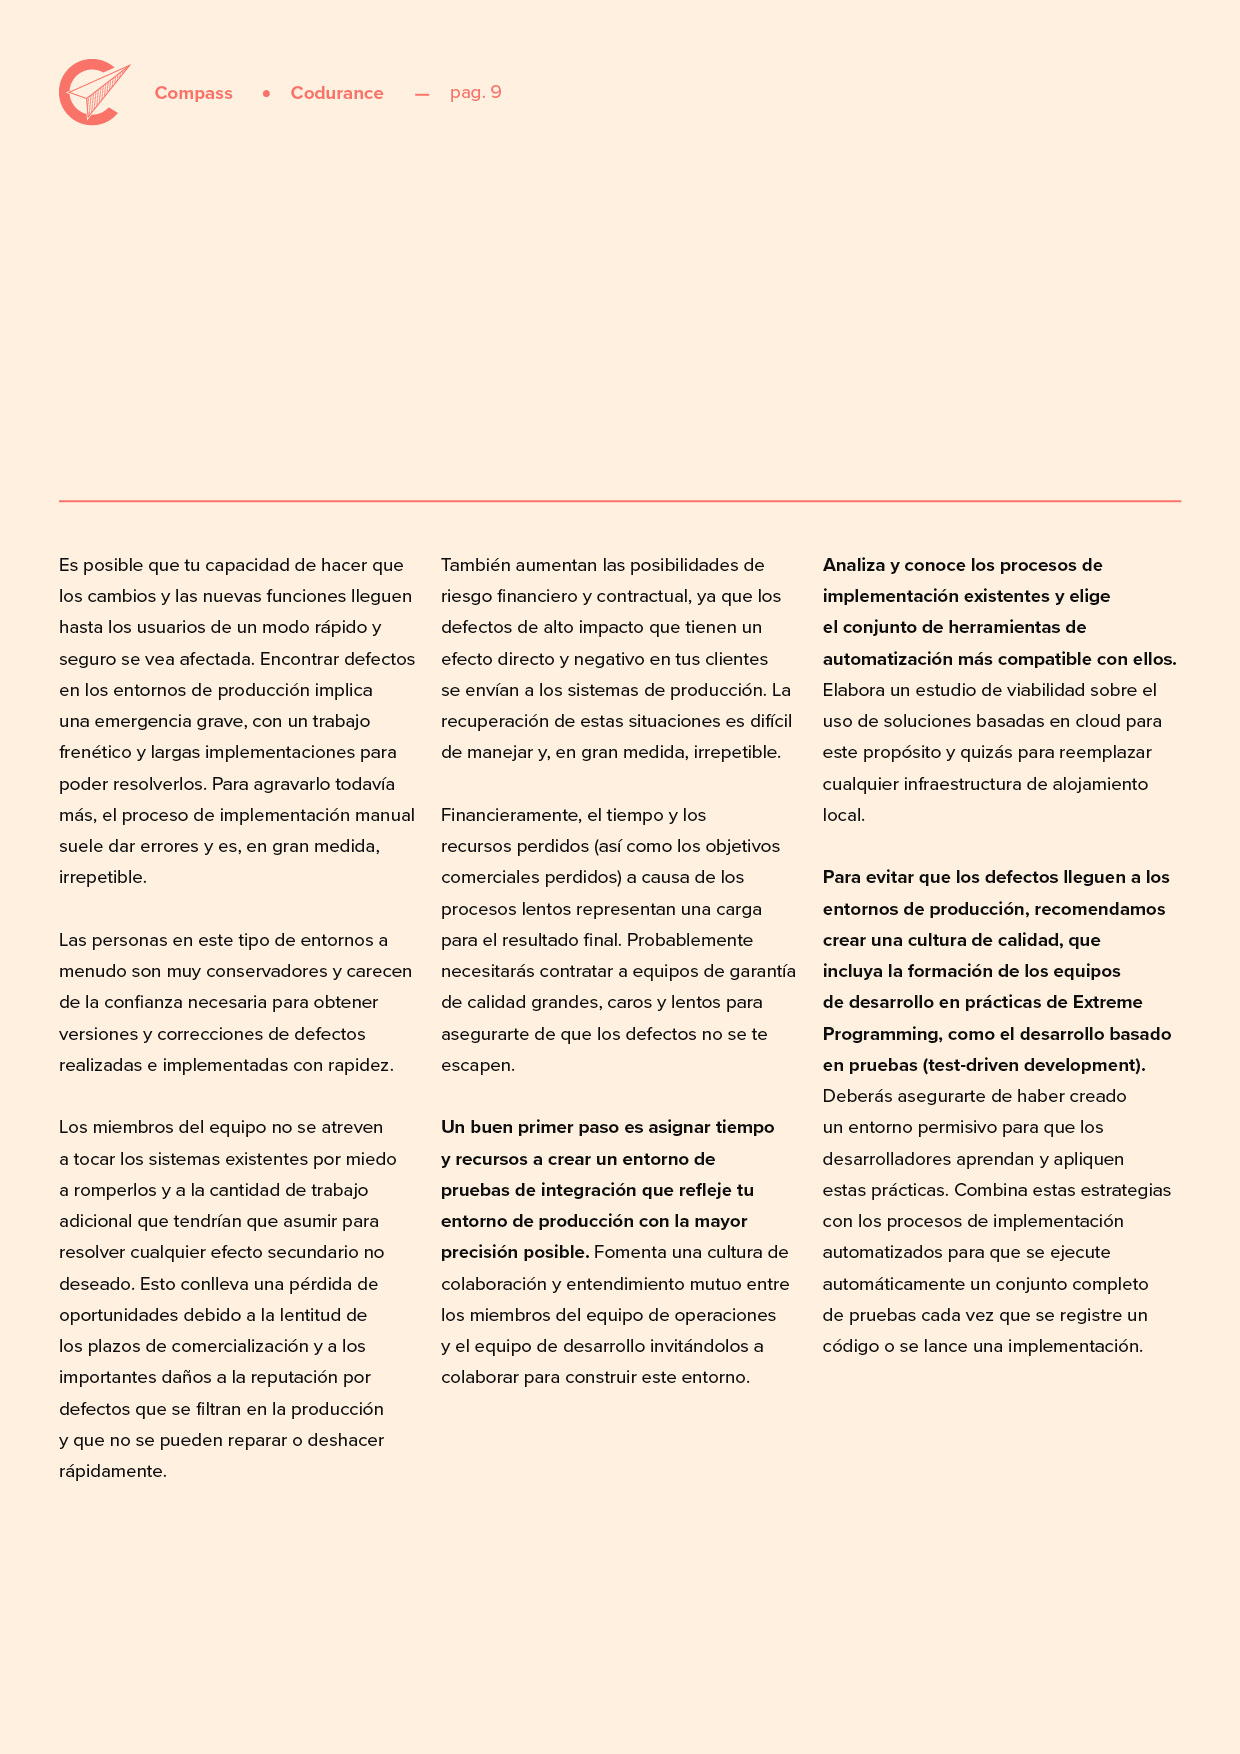 Compass • Codurance — pag. 9
Es posible que tu capacidad de hacer que
los cambios y las nuevas funciones lleguen
hasta los usuarios de un modo rápido y
seguro se vea afectada. Encontrar defectos
en los entornos de producción implica
una emergencia grave, con un trabajo
frenético y largas implementaciones para
poder resolverlos. Para agravarlo todavía
más, el proceso de implementación manual
suele dar errores y es, en gran medida,
irrepetible.
Las personas en este tipo de entornos a
menudo son muy conservadores y carecen
de la confianza necesaria para obtener
versiones y correcciones de defectos
realizadas e implementadas con rapidez.
Los miembros del equipo no se atreven
a tocar los sistemas existentes por miedo
a romperlos y a la cantidad de trabajo
adicional que tendrían que asumir para
resolver cualquier efecto secundario no
deseado. Esto conlleva una pérdida de
oportunidades debido a la lentitud de
los plazos de comercialización y a los
importantes daños a la reputación por
defectos que se filtran en la producción
y que no se pueden reparar o deshacer
rápidamente.
También aumentan las posibilidades de
riesgo financiero y contractual, ya que los
defectos de alto impacto que tienen un
efecto directo y negativo en tus clientes
se envían a los sistemas de producción. La
recuperación de estas situaciones es difícil
de manejar y, en gran medida, irrepetible.
Financieramente, el tiempo y los
recursos perdidos (así como los objetivos
comerciales perdidos) a causa de los
procesos lentos representan una carga
para el resultado final. Probablemente
necesitarás contratar a equipos de garantía
de calidad grandes, caros y lentos para
asegurarte de que los defectos no se te
escapen.
Un buen primer paso es asignar tiempo
y recursos a crear un entorno de
pruebas de integración que refleje tu
entorno de producción con la mayor
precisión posible. Fomenta una cultura de
colaboración y entendimiento mutuo entre
los miembros del equipo de operaciones
y el equipo de desarrollo invitándolos a
colaborar para construir este entorno.
Analiza y conoce los procesos de
implementación existentes y elige
el conjunto de herramientas de
automatización más compatible con ellos.
Elabora un estudio de viabilidad sobre el
uso de soluciones basadas en cloud para
este propósito y quizás para reemplazar
cualquier infraestructura de alojamiento
local.
Para evitar que los defectos lleguen a los
entornos de producción, recomendamos
crear una cultura de calidad, que
incluya la formación de los equipos
de desarrollo en prácticas de Extreme
Programming, como el desarrollo basado
en pruebas (test-driven development).
Deberás asegurarte de haber creado
un entorno permisivo para que los
desarrolladores aprendan y apliquen
estas prácticas. Combina estas estrategias
con los procesos de implementación
automatizados para que se ejecute
automáticamente un conjunto completo
de pruebas cada vez que se registre un
código o se lance una implementación.